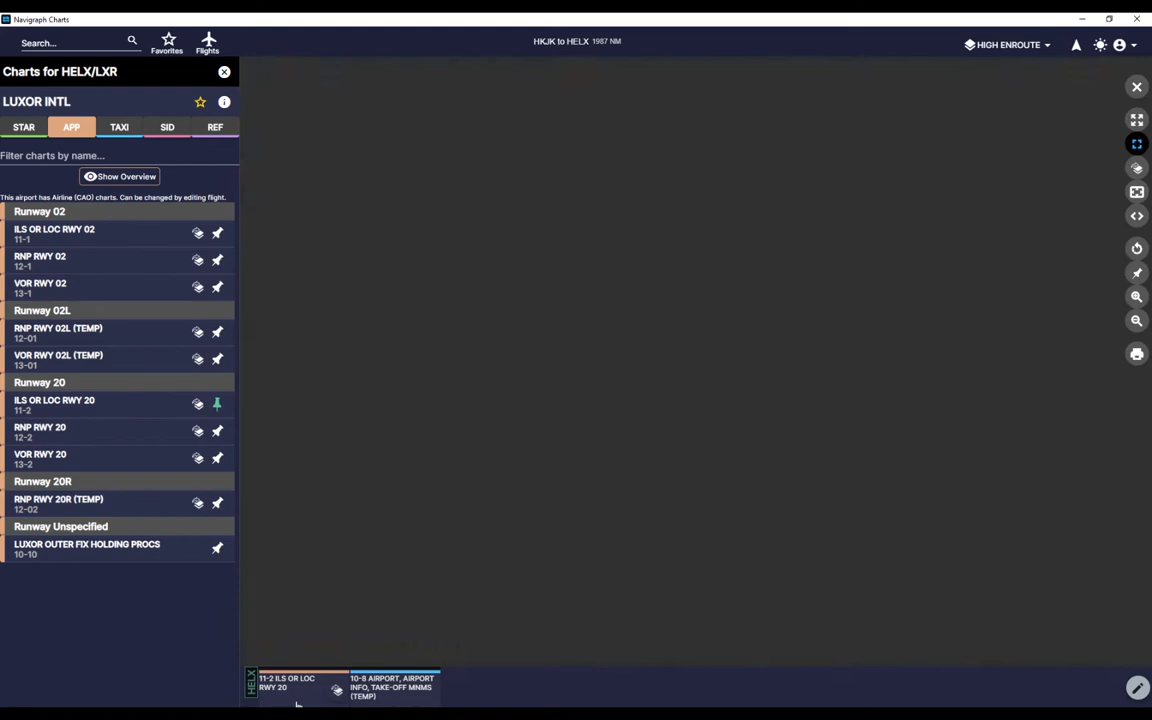 Navigraph Charts
Search...
Favorites
Flights
HKJK to HELX 1987 NM
HIGH ENROUTE
Charts for HELX/LXR
LUXOR INTL
STAR APP TAXI SID REF
Filter charts by name...
Show Overview
This airport has Airline (CAO) charts. Can be changed by editing flight.
Runway 02
ILS OR LOC RWY 02
11-1
RNP RWY 02
12-1
VOR RWY 02
13-1
Runway 02L
RNP RWY 02L (TEMP)
12-01
VOR RWY 02L (TEMP)
13-01
Runway 20
ILS OR LOC RWY 20
11-2
RNP RWY 20
12-2
VOR RWY 20
13-2
Runway 20R
RNP RWY 20R (TEMP)
12-02
Runway Unspecified
LUXOR OUTER FIX HOLDING PROCS
10-10
HELX
11-2 ILS OR LOC
RWY 20
10-8 AIRPORT, AIRPORT
INFO, TAKE-OFF MNMS
(TEMP)